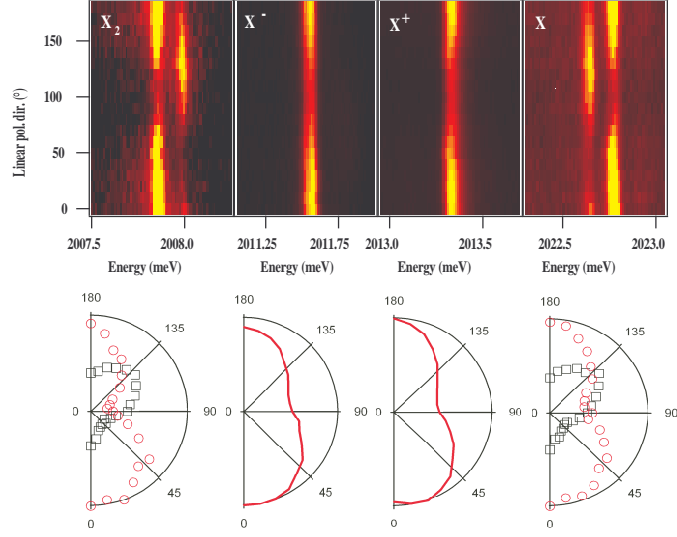 X₂
X⁻
X⁺
X
Linear pol. dir. (°)
150
100
50
0
2007.5 2008.0 2011.25 2011.75 2013.0 2013.5 2022.5 2023.0
Energy (meV) Energy (meV) Energy (meV) Energy (meV)
180 180 180 180
135 135 135 135
0 90 0 90 0 90 0 90
45 45 45 45
0 0 0 0